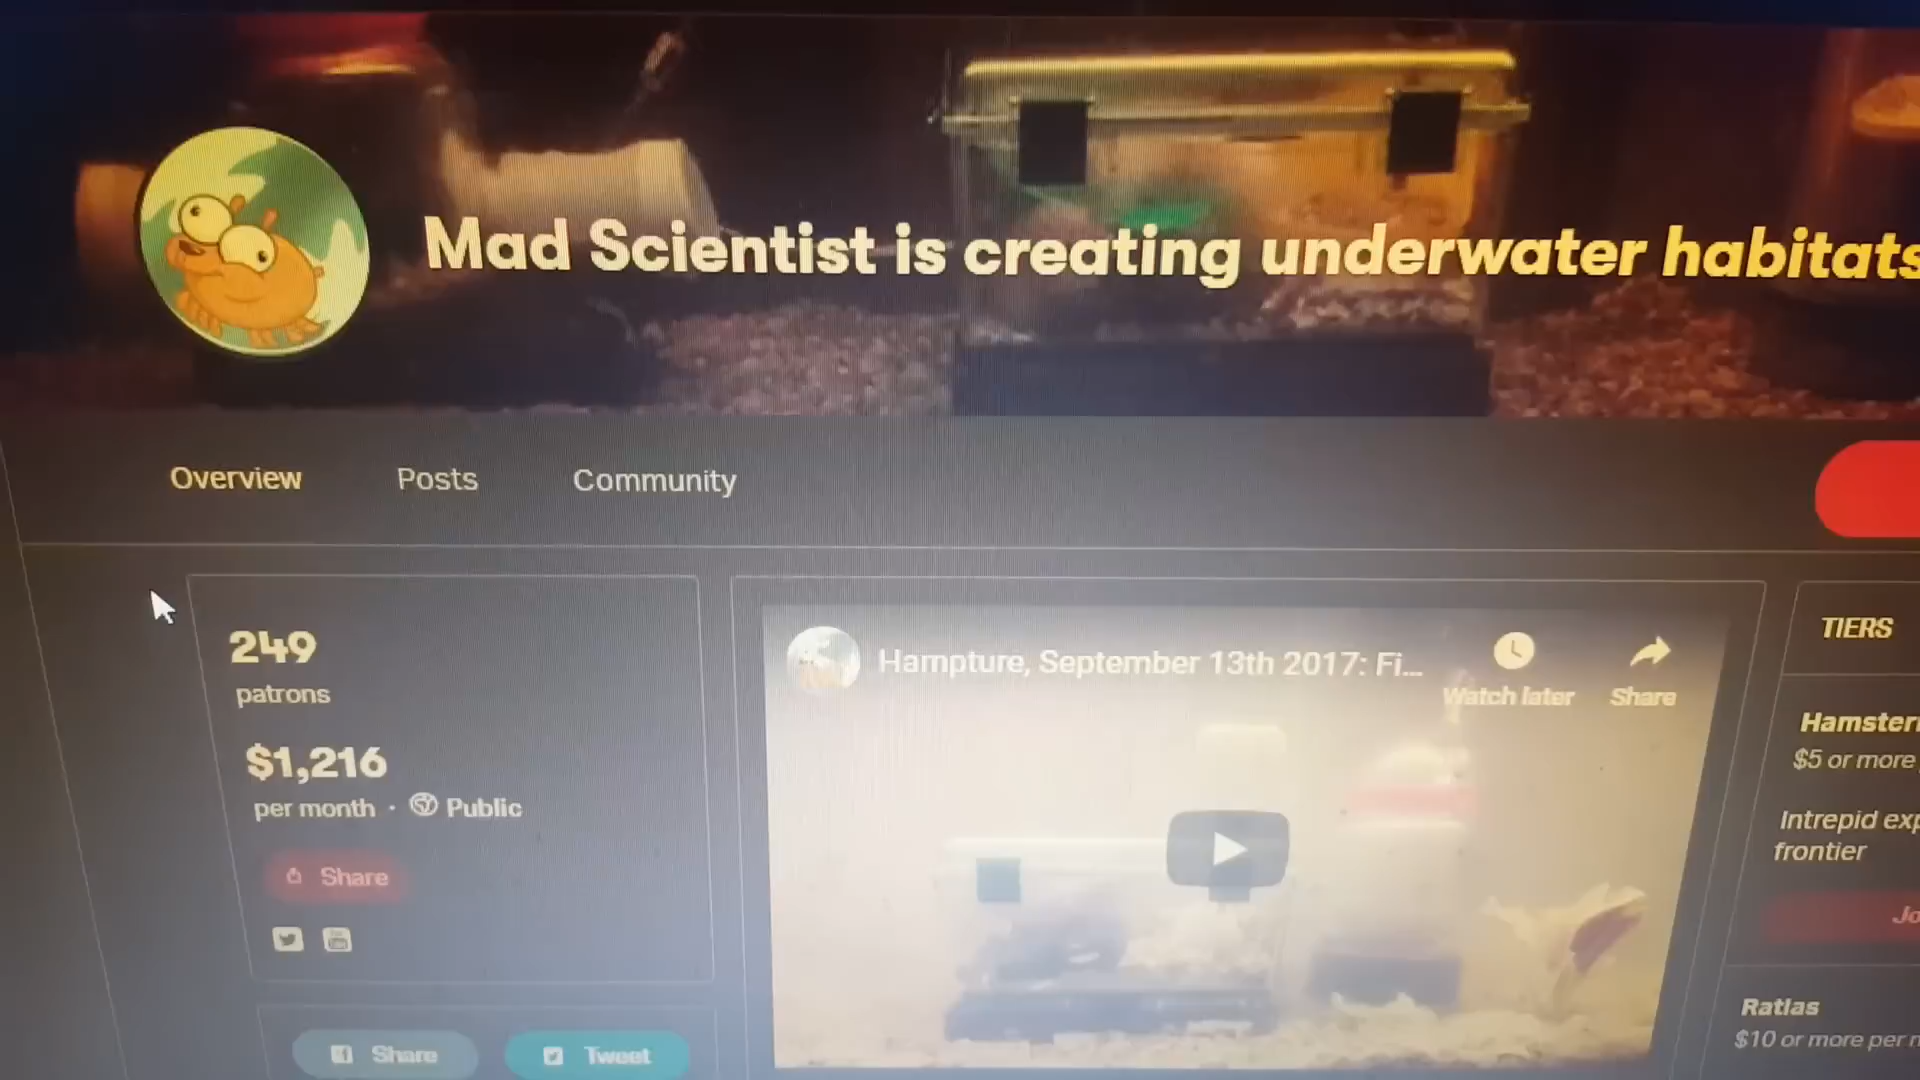 Mad Scientist is creating underwater habitats
Overview
Posts
Community
249
patrons
$1,216
per month · Public
Share
Share
Tweet
Hampture, September 13th 2017: Fi...
Watch later
Share
TIERS
$5 or more
Intrepid
frontier
Ratlas
$10 or more per